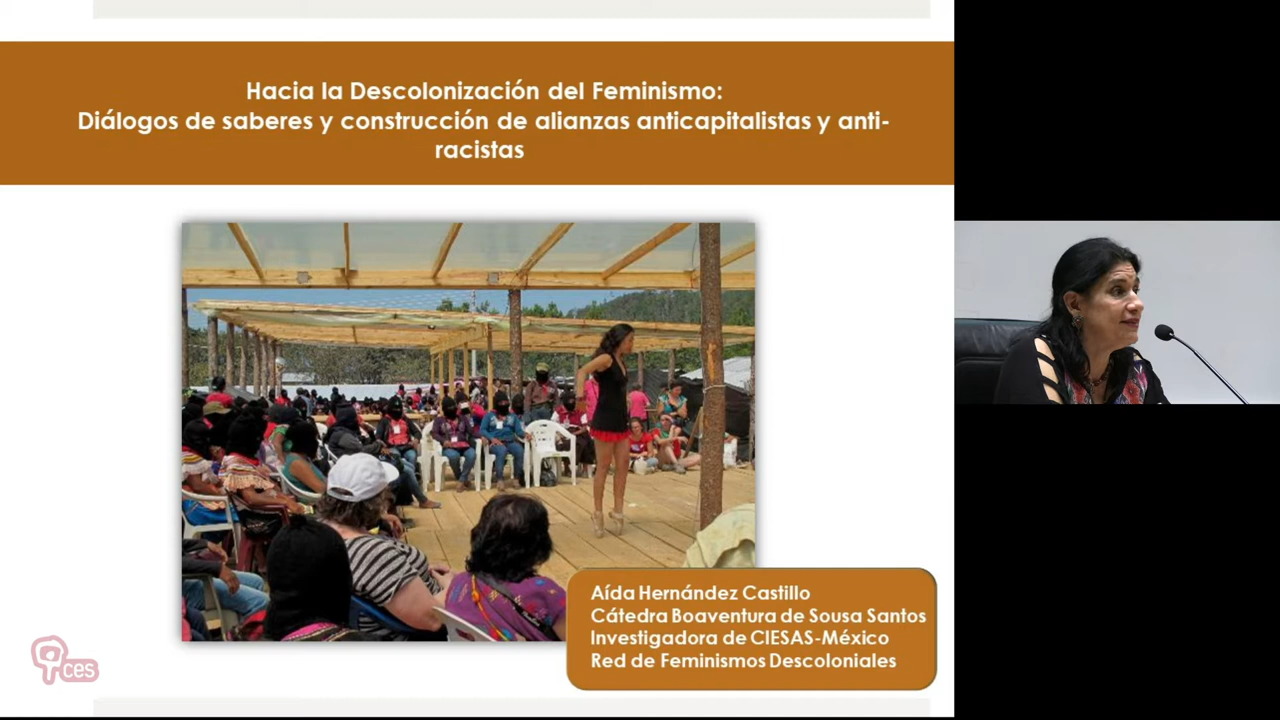 Hacia la Descolonización del Feminismo:
Diálogos de saberes y construcción de alianzas anticapitalistas y anti-
racistas
Aída Hernández Castillo
Cátedra Boaventura de Sousa Santos
Investigadora de CIESAS-México
Red de Feminismos Descoloniales
ces